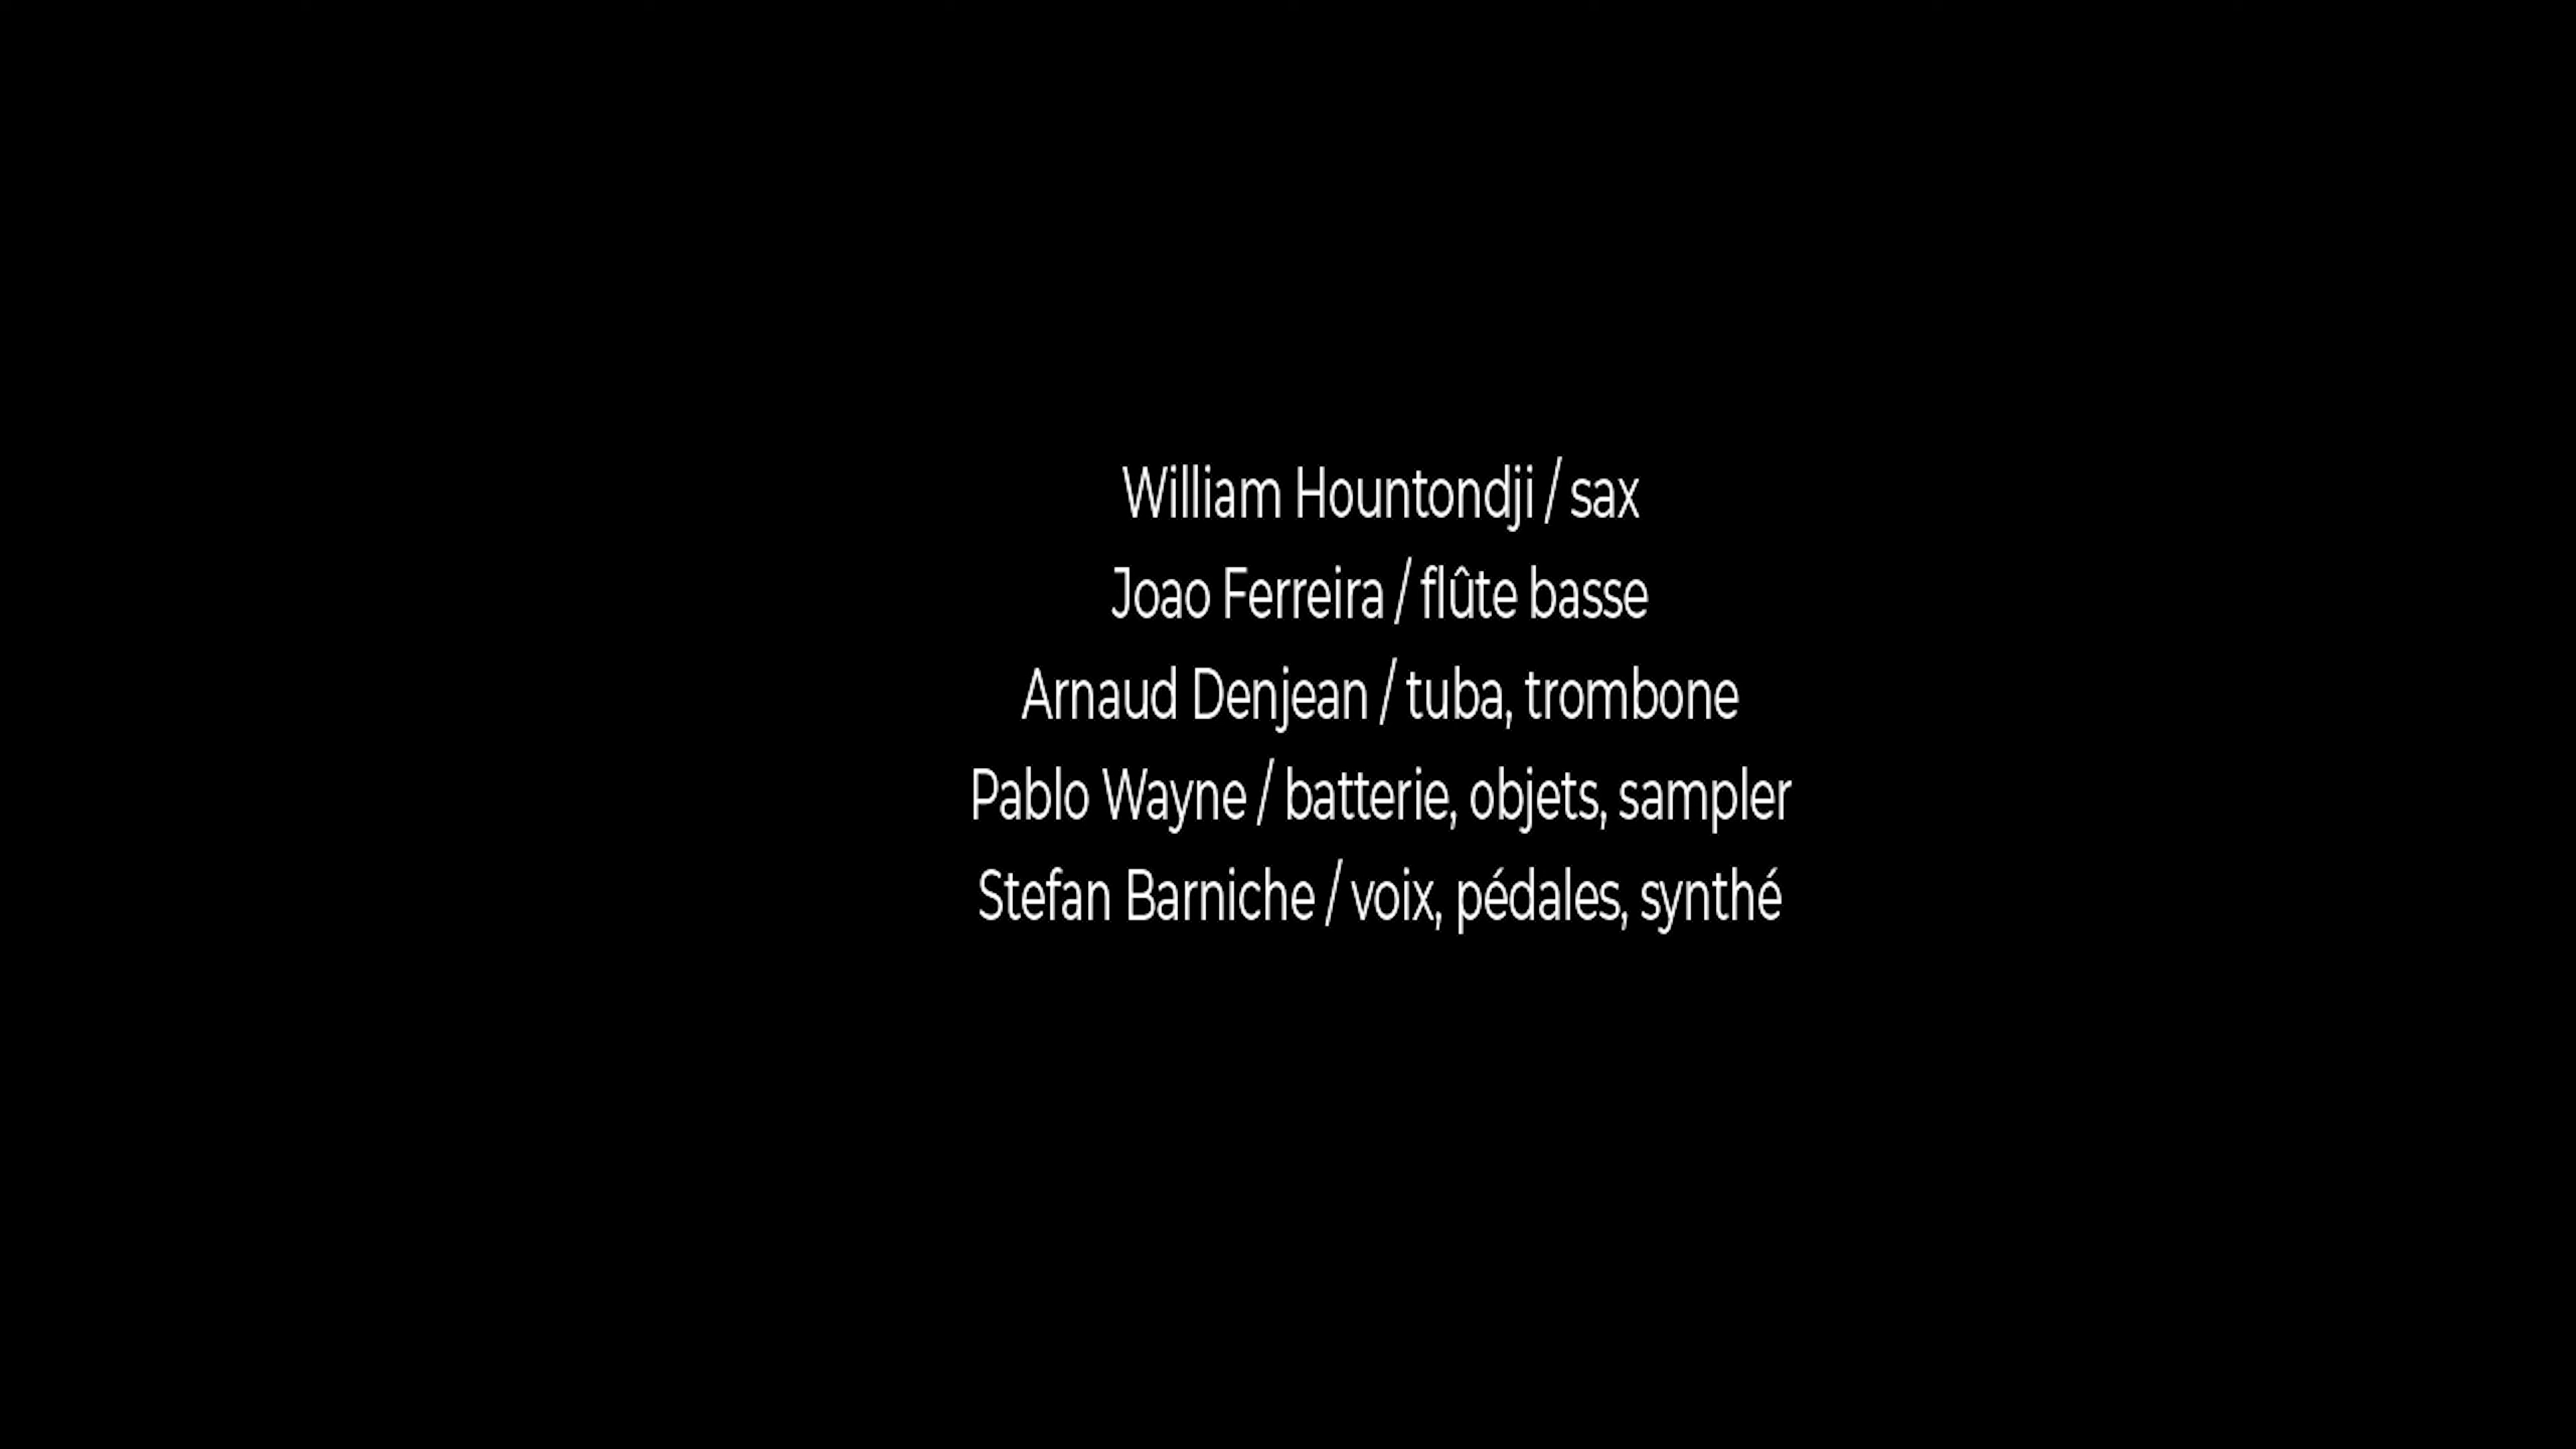 William Hountondji / sax
Joao Ferreira / flûte basse
Arnaud Denjean / tuba, trombone
Pablo Wayne / batterie, objets, sampler
Stefan Barniche / voix, pédales, synthé